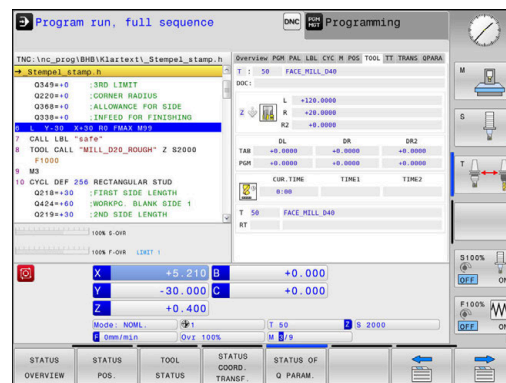 Program run, full sequence
DNC
Programming
TNC:\nc_prog\BHB\Klartext\_Stempel_stamp.h
→_Stempel_stamp.h
Q349=+0 ;3RD LIMIT
Q220=+0 ;CORNER RADIUS
Q368=+0 ;ALLOWANCE FOR SIDE
Q338=+0 ;INFEED FOR FINISHING
6 L Y-30 X+30 R0 FMAX M99
7 CALL LBL "safe"
8 TOOL CALL "MILL_D20_ROUGH" Z S2000
F1000
9 M3
10 CYCL DEF 256 RECTANGULAR STUD
Q218=+30 ;FIRST SIDE LENGTH
Q424=+60 ;WORKPC. BLANK SIDE 1
Q219=+30 ;2ND SIDE LENGTH
100% S-OVR
100% F-OVR LIMIT 1
Overview PGM PAL LBL CYC M POS TOOL TT TRANS QPARA
T : 50 FACE_MILL_D40
DOC:
Z
L +120.0000
R +20.0000
R2 +0.0000
DL DR DR2
TAB +0.0000 +0.0000 +0.0000
PGM +0.0000 +0.0000 +0.0000
CUR.TIME TIME1 TIME2
0:00
T 50 FACE_MILL_D40
RT
X +5.210 B +0.000
Y -30.000 C +0.000
Z +0.400
Mode: NOML. 1 T 50 Z S 2000
F 0mm/min Ovr 100% M 3/9
M
S
T
S100%
OFF ON
F100%
OFF ON
STATUS OVERVIEW
STATUS POS.
TOOL STATUS
STATUS COORD. TRANSF.
STATUS OF Q PARAM.